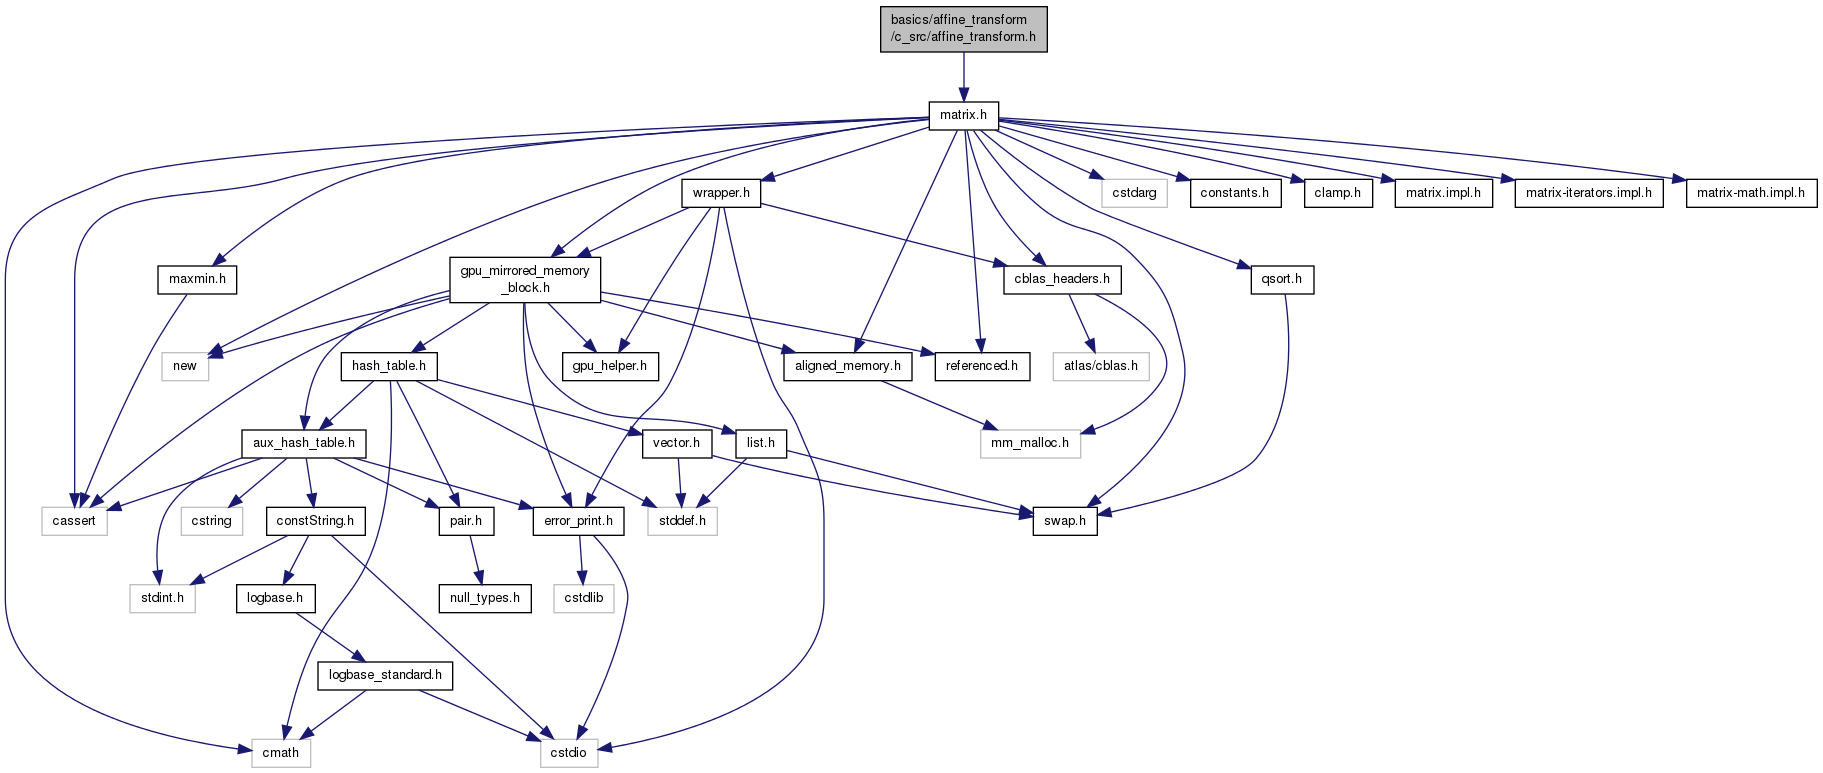 basics/affine_transform
/c_src/affine_transform.h
matrix.h
wrapper.h
cstdarg
constants.h
clamp.h
matrix.impl.h
matrix-iterators.impl.h
matrix-math.impl.h
maxmin.h
gpu_mirrored_memory
_block.h
cblas_headers.h
qsort.h
new
hash_table.h
gpu_helper.h
aligned_memory.h
referenced.h
atlas/cblas.h
aux_hash_table.h
vector.h
list.h
mm_malloc.h
cassert
cstring
constString.h
pair.h
error_print.h
stddef.h
swap.h
stdint.h
logbase.h
null_types.h
cstdlib
logbase_standard.h
cmath
cstdio